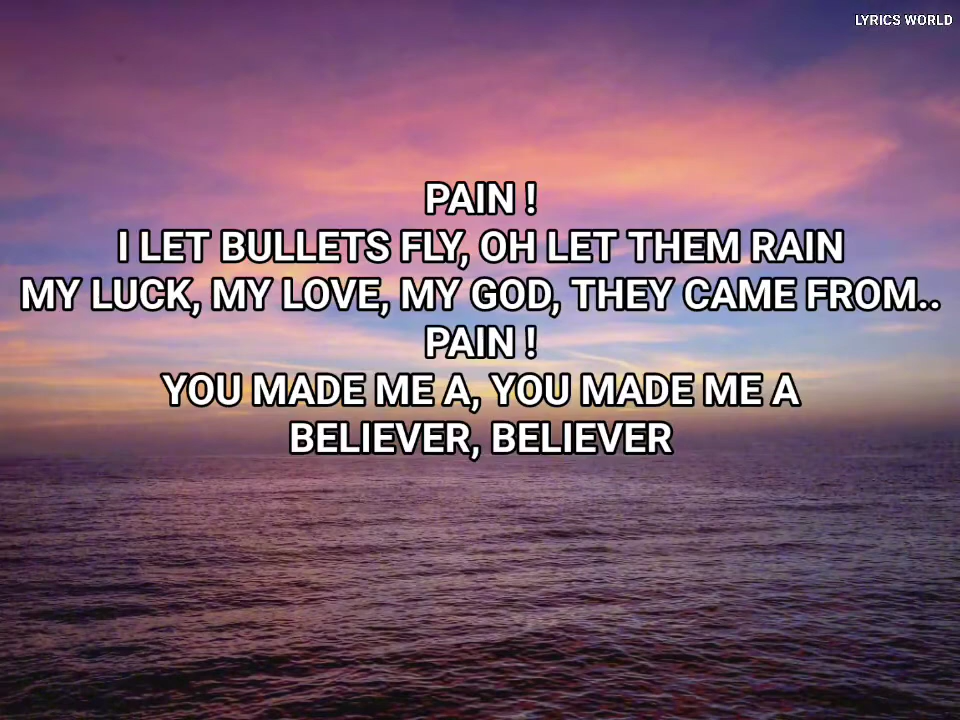 LYRICS WORLD
PAIN !
I LET BULLETS FLY, OH LET THEM RAIN
MY LUCK, MY LOVE, MY GOD, THEY CAME FROM..
PAIN !
YOU MADE ME A, YOU MADE ME A
BELIEVER, BELIEVER